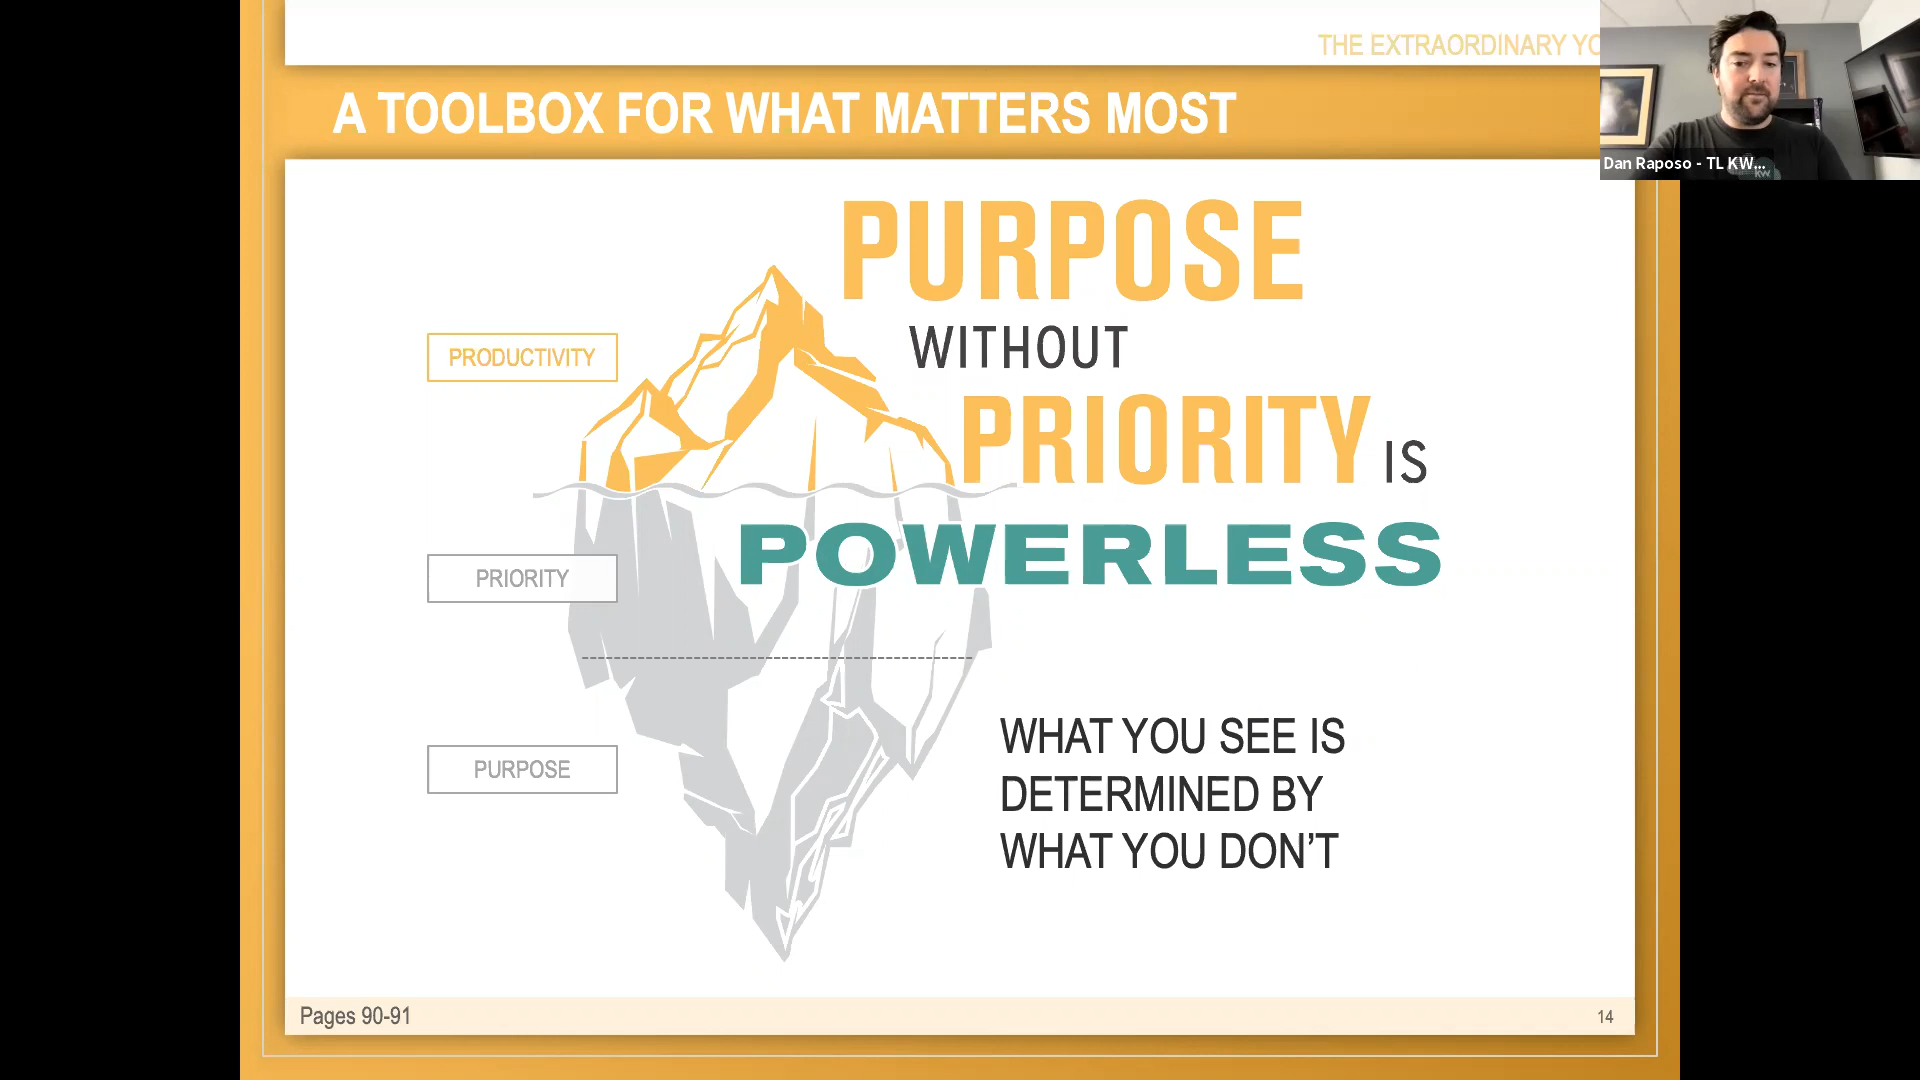 THE EXTRAORDINARY YO
A TOOLBOX FOR WHAT MATTERS MOST
Dan Raposo - TL KW...
KW
PURPOSE
WITHOUT
PRIORITY IS
POWERLESS
PRODUCTIVITY
PRIORITY
PURPOSE
WHAT YOU SEE IS
DETERMINED BY
WHAT YOU DON'T
Pages 90-91
14